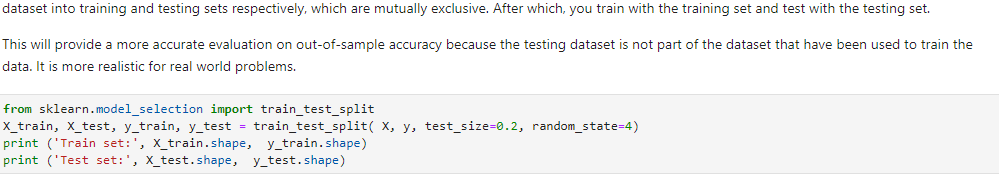 dataset into training and testing sets respectively, which are mutually exclusive. After which, you train with the training set and test with the testing set.
This will provide a more accurate evaluation on out-of-sample accuracy because the testing dataset is not part of the dataset that have been used to train the
data. It is more realistic for real world problems.
from sklearn.model_selection import train_test_split
X_train, X_test, y_train, y_test = train_test_split( X, y, test_size=0.2, random_state=4)
print ('Train set:', X_train.shape,  y_train.shape)
print ('Test set:', X_test.shape,  y_test.shape)